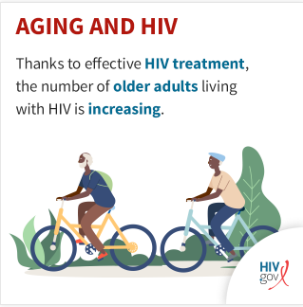 AGING AND HIV
Thanks to effective HIV treatment,
the number of older adults living
with HIV is increasing.
HIV
gov